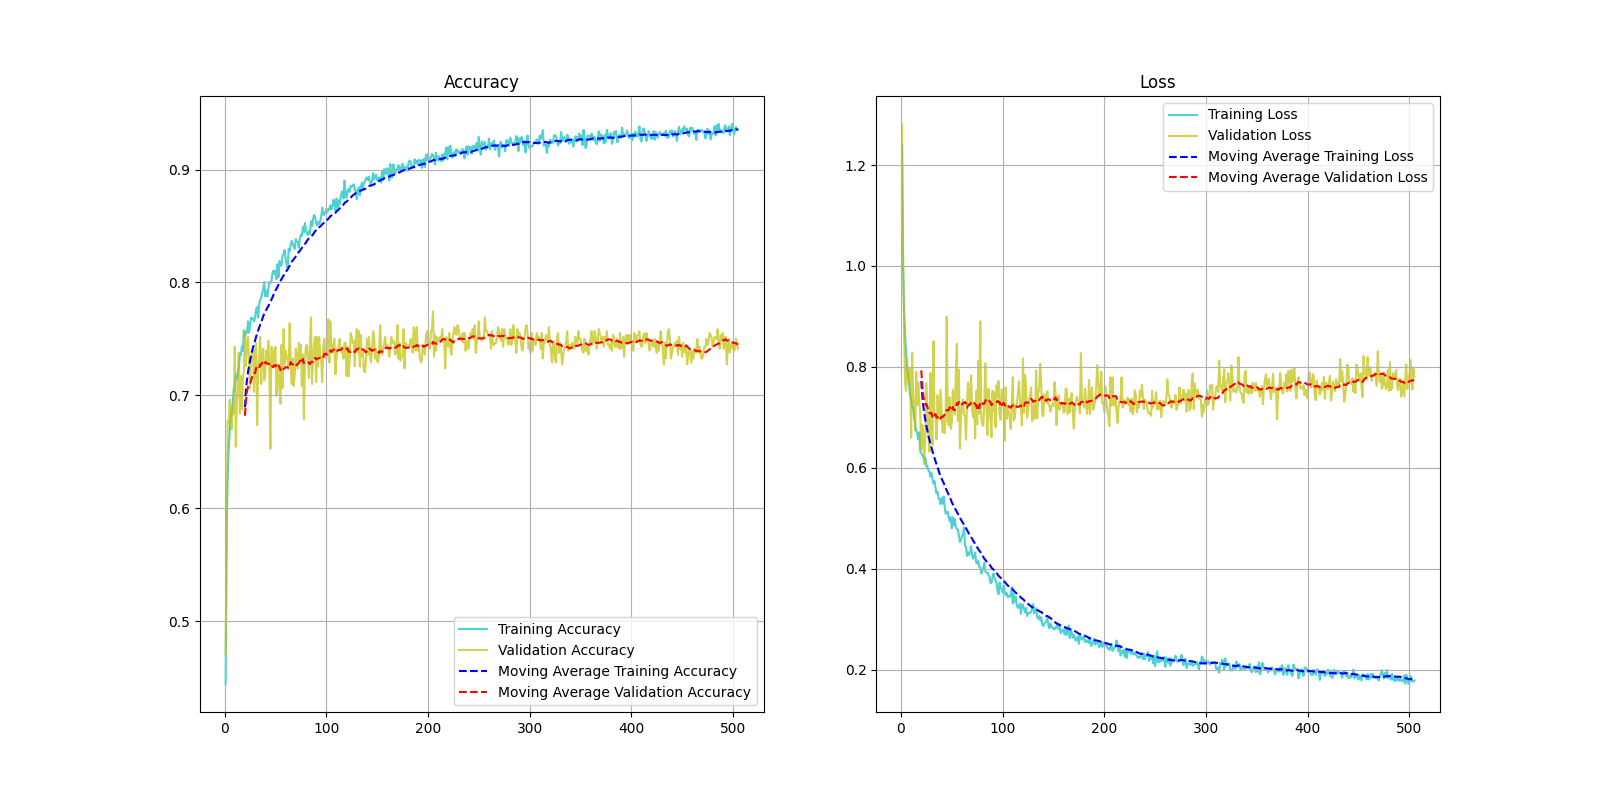 Accuracy
0.9
0.8
0.7
0.6
0.5
0 100 200 300 400 500
Training Accuracy
Validation Accuracy
Moving Average Training Accuracy
Moving Average Validation Accuracy
Loss
1.2
1.0
0.8
0.6
0.4
0.2
0 100 200 300 400 500
Training Loss
Validation Loss
Moving Average Training Loss
Moving Average Validation Loss